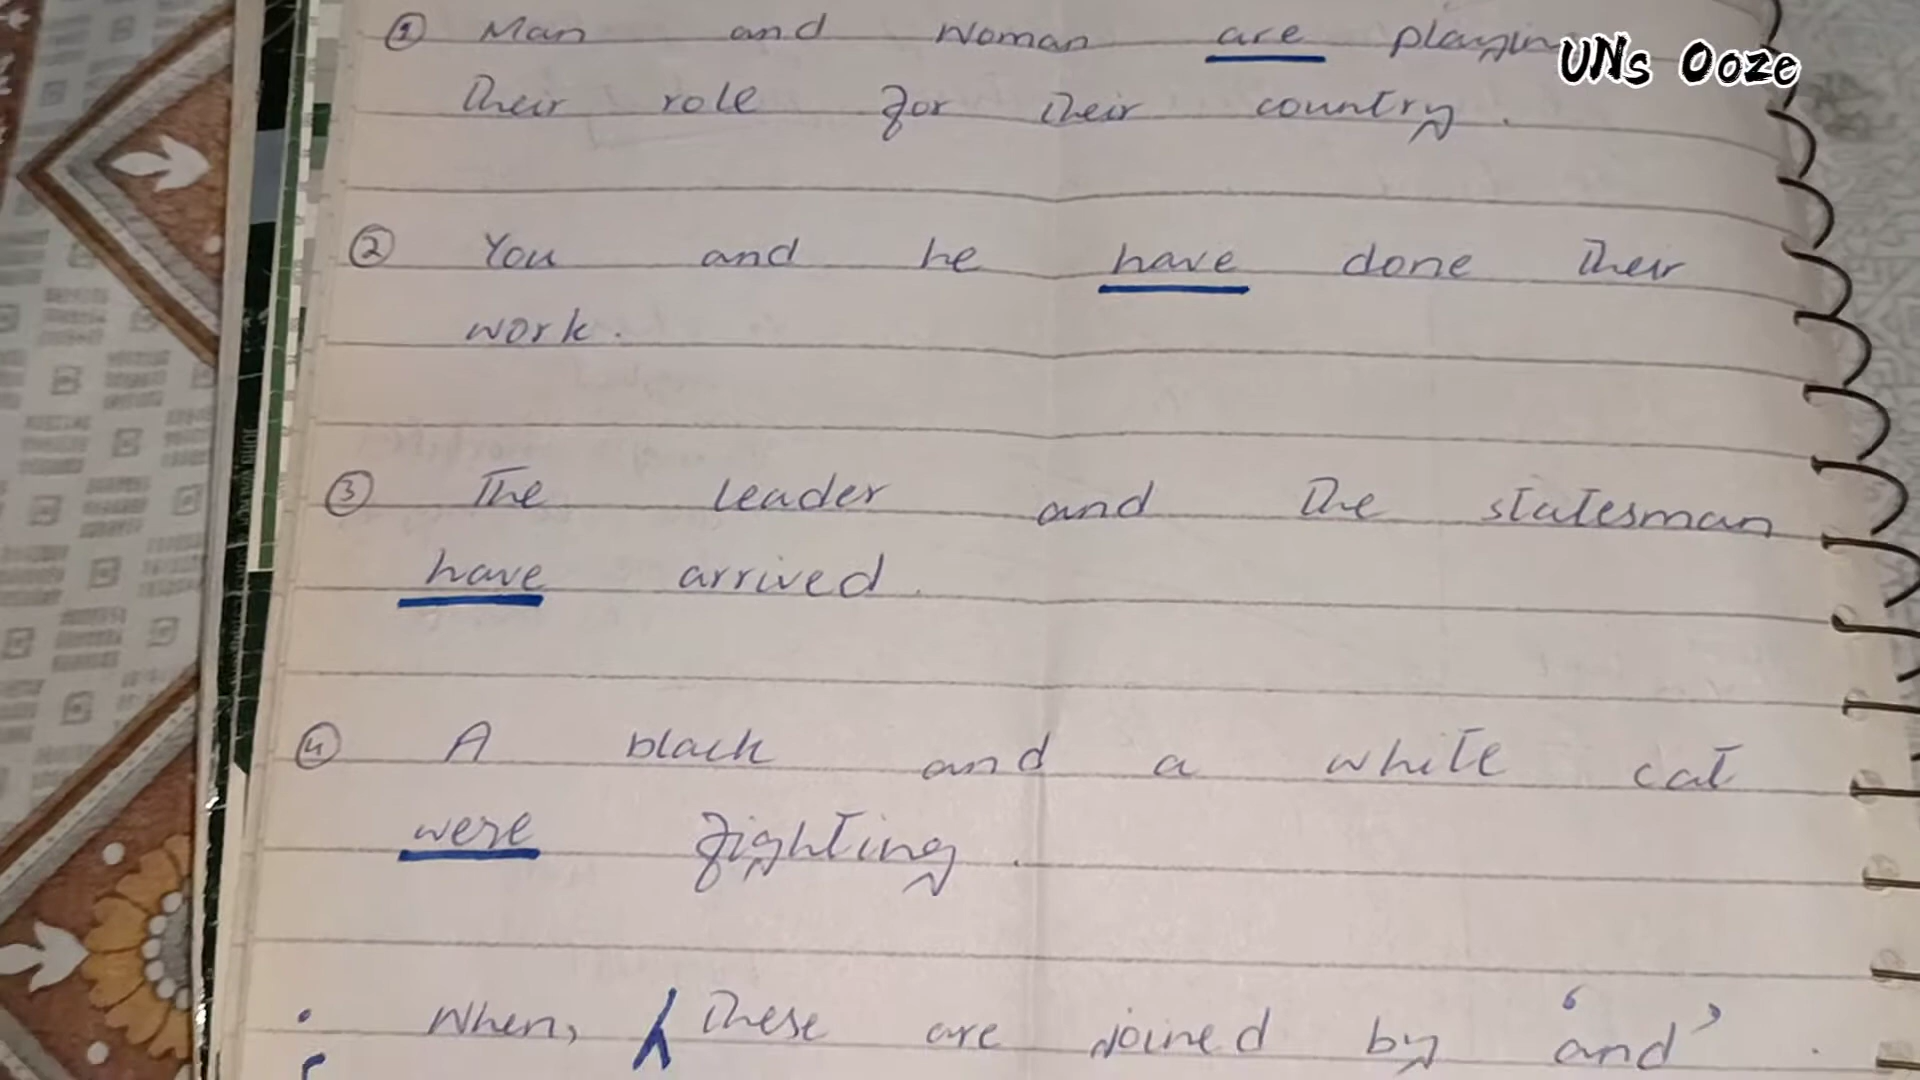 ① Man and Woman are playing
UNs Ooze
Their role for their country.
② You and he have done their
work.
③ The leader and the statesman
have arrived.
④ A black and a white cat
were fighting.
• When, these are joined by 'and'.